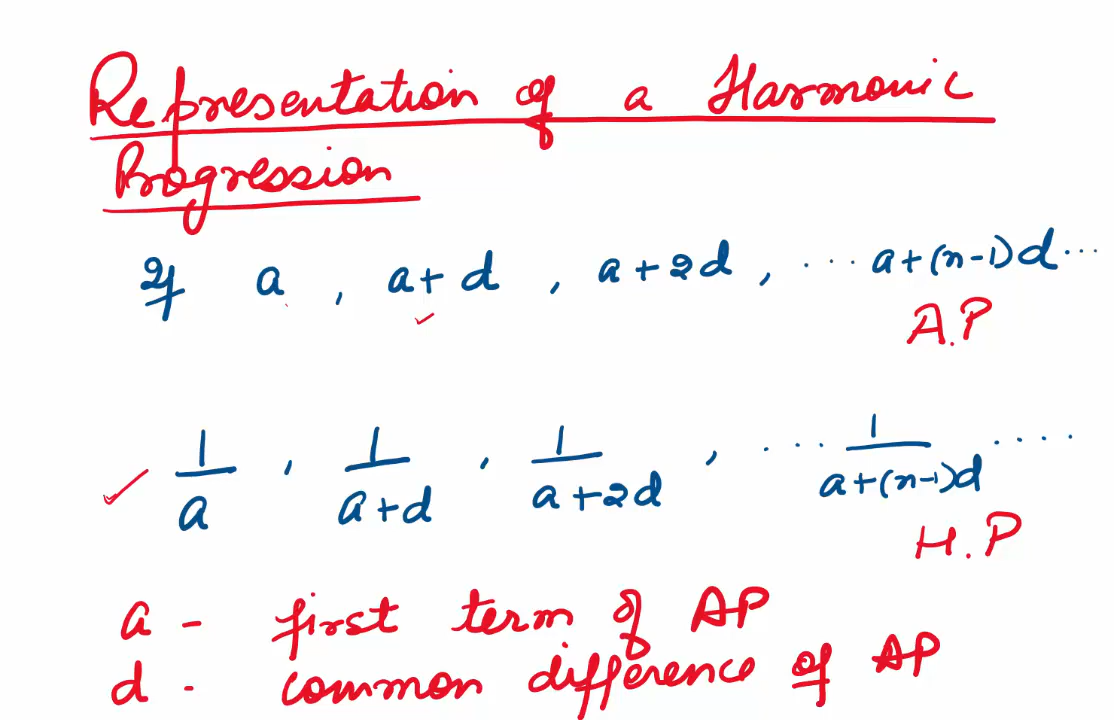 Representation of a Harmonic
Progression
If a , a + d , a + 2d , ... a + (n-1)d ...
A.P
1/a , 1/(a+d) , 1/(a+2d) , ... 1/(a+(n-1)d) ....
H.P
a - first term of AP
d - common difference of AP